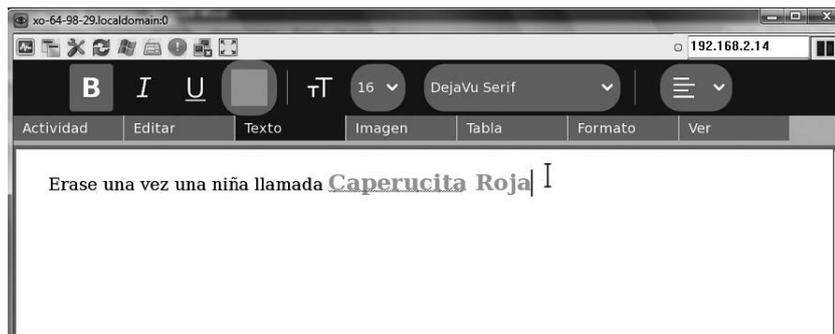 xo-64-98-29.localdomain:0
192.168.2.14
B I U TT 16 DejaVu Serif
Actividad Editar Texto Imagen Tabla Formato Ver
Erase una vez una niña llamada Caperucita Roja